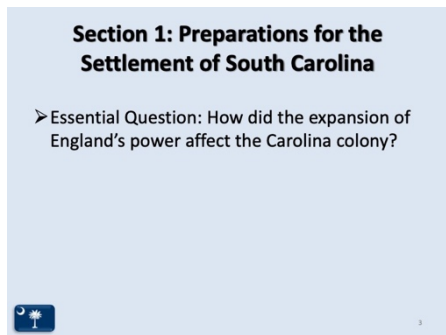 Section 1: Preparations for the
Settlement of South Carolina
➢Essential Question: How did the expansion of
England's power affect the Carolina colony?
3